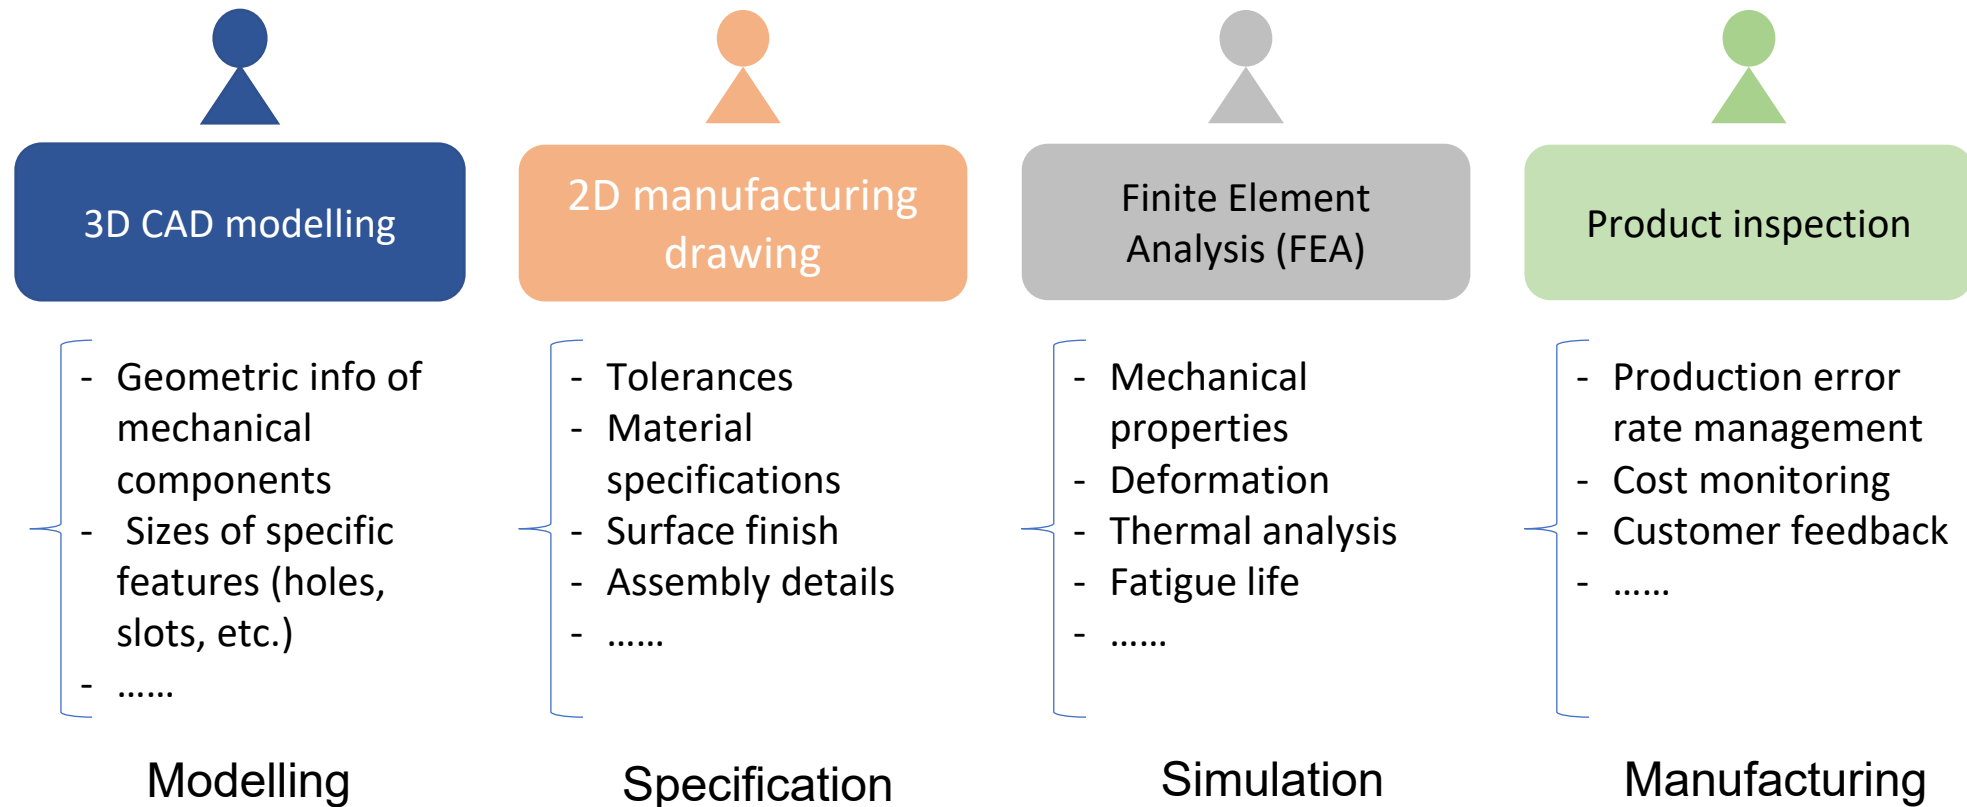 3D CAD modelling
- Geometric info of
mechanical
components
- Sizes of specific
features (holes,
slots, etc.)
- ……
Modelling
2D manufacturing
drawing
- Tolerances
- Material
specifications
- Surface finish
- Assembly details
- ……
Specification
Finite Element
Analysis (FEA)
- Mechanical
properties
- Deformation
- Thermal analysis
- Fatigue life
- ……
Simulation
Product inspection
- Production error
rate management
- Cost monitoring
- Customer feedback
- ……
Manufacturing